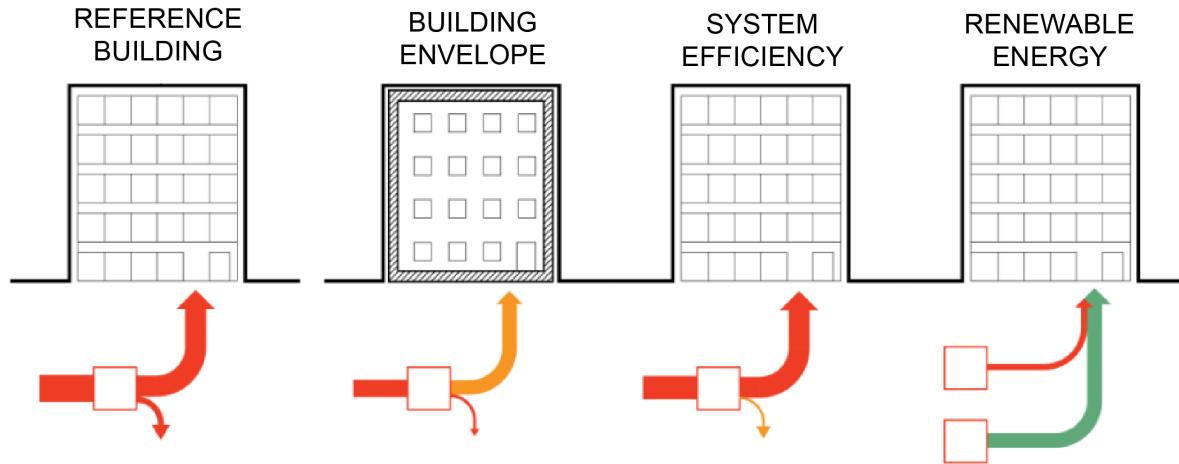 REFERENCE
BUILDING
BUILDING
ENVELOPE
SYSTEM
EFFICIENCY
RENEWABLE
ENERGY